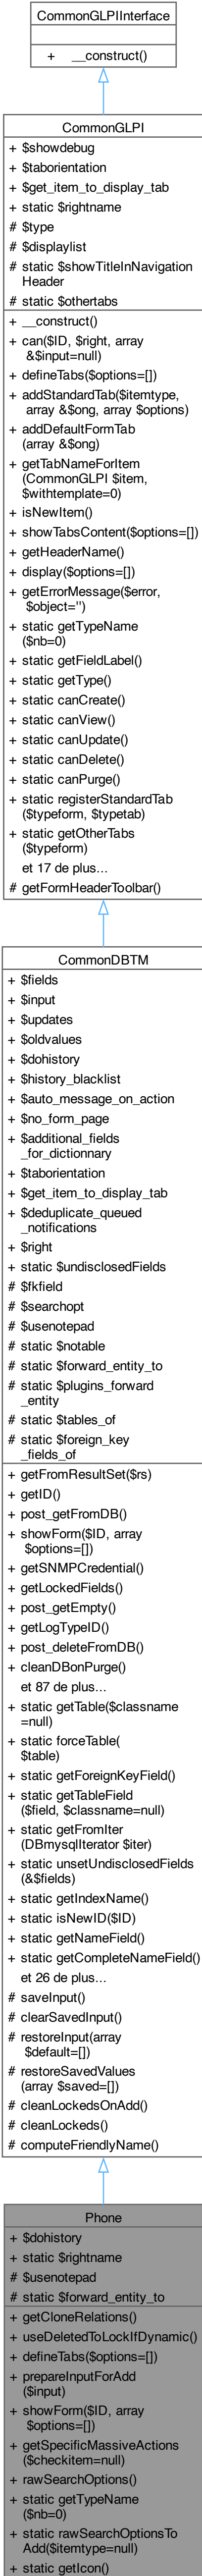 CommonGLPIInterface
+ __construct()
CommonGLPI
+ $showdebug
+ $taborientation
+ $get_item_to_display_tab
+ static $rightname
# $type
# $displaylist
# static $showTitleInNavigation
Header
# static $othertabs
+ __construct()
+ can($ID, $right, array
&$input=null)
+ defineTabs($options=[])
+ addStandardTab($itemtype,
array &$ong, array $options)
+ addDefaultFormTab
(array &$ong)
+ getTabNameForItem
(CommonGLPI $item,
$withtemplate=0)
+ isNewItem()
+ showTabsContent($options=[])
+ getHeaderName()
+ display($options=[])
+ getErrorMessage($error,
$object='')
+ static getTypeName
($nb=0)
+ static getFieldLabel()
+ static getType()
+ static canCreate()
+ static canView()
+ static canUpdate()
+ static canDelete()
+ static canPurge()
+ static registerStandardTab
($typeform, $typetab)
+ static getOtherTabs
($typeform)
et 17 de plus...
# getFormHeaderToolbar()
CommonDBTM
+ $fields
+ $input
+ $updates
+ $oldvalues
+ $dohistory
+ $history_blacklist
+ $auto_message_on_action
+ $no_form_page
+ $additional_fields
_for_dictionnary
+ $taborientation
+ $get_item_to_display_tab
+ $deduplicate_queued
_notifications
+ $right
+ static $undisclosedFields
# $fkfield
# $searchopt
# $usenotepad
# static $notable
# static $forward_entity_to
# static $plugins_forward
_entity
# static $tables_of
# static $foreign_key
_fields_of
+ getFromResultSet($rs)
+ getID()
+ post_getFromDB()
+ showForm($ID, array
$options=[])
+ getSNMPCredential()
+ getLockedFields()
+ post_getEmpty()
+ getLogTypeID()
+ post_deleteFromDB()
+ cleanDBonPurge()
et 87 de plus...
+ static getTable($classname
=null)
+ static forceTable(
$table)
+ static getForeignKeyField()
+ static getTableField
($field, $classname=null)
+ static getFromIter
(DBmysqlIterator $iter)
+ static unsetUndisclosedFields
(&$fields)
+ static getIndexName()
+ static isNewID($ID)
+ static getNameField()
+ static getCompleteNameField()
et 26 de plus...
# saveInput()
# clearSavedInput()
# restoreInput(array
$default=[])
# restoreSavedValues
(array $saved=[])
# cleanLockedsOnAdd()
# cleanLockeds()
# computeFriendlyName()
Phone
+ $dohistory
+ static $rightname
# $usenotepad
# static $forward_entity_to
+ getCloneRelations()
+ useDeletedToLockIfDynamic()
+ defineTabs($options=[])
+ prepareInputForAdd
($input)
+ showForm($ID, array
$options=[])
+ getSpecificMassiveActions
($checkitem=null)
+ rawSearchOptions()
+ static getTypeName
($nb=0)
+ static rawSearchOptionsTo
Add($itemtype=null)
+ static getIcon()